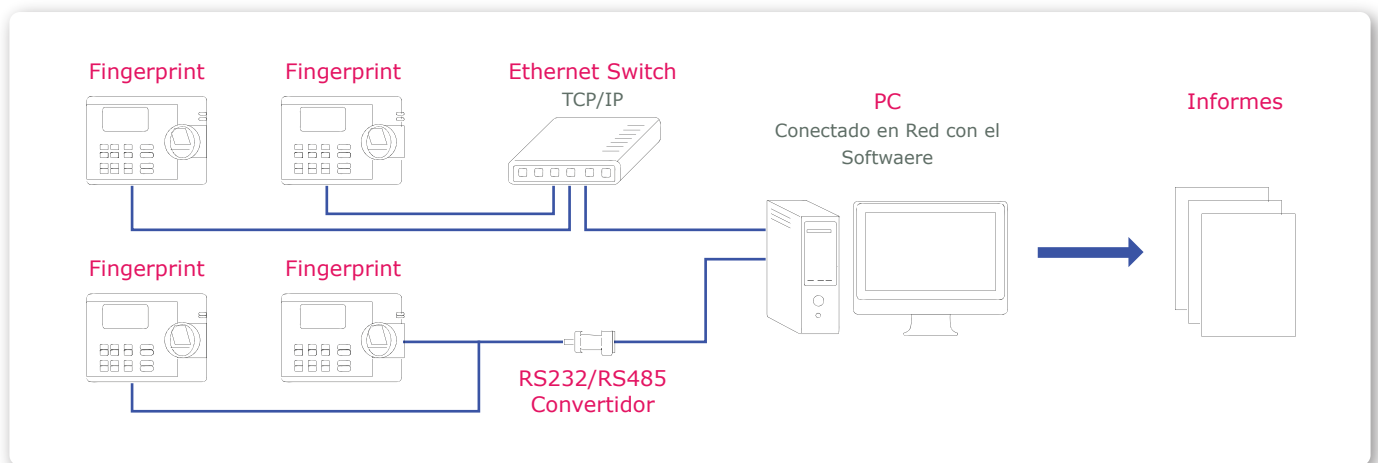 Fingerprint
Fingerprint
Ethernet Switch
TCP/IP
PC
Conectado en Red con el
Softwaere
Informes
Fingerprint
Fingerprint
RS232/RS485
Convertidor